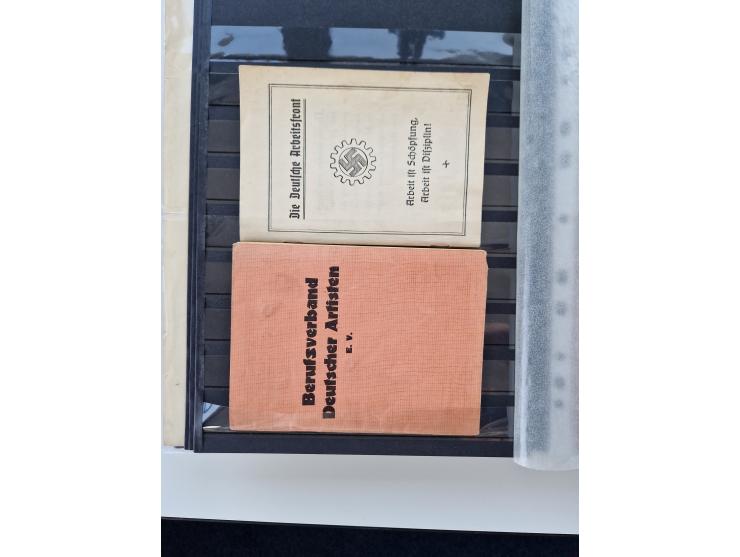 Die Deutsche Arbeitsfront
Arbeit ist Schöpfung,
Arbeit ist Disziplin!
Berufsverband
Deutscher Artisten
E. V.